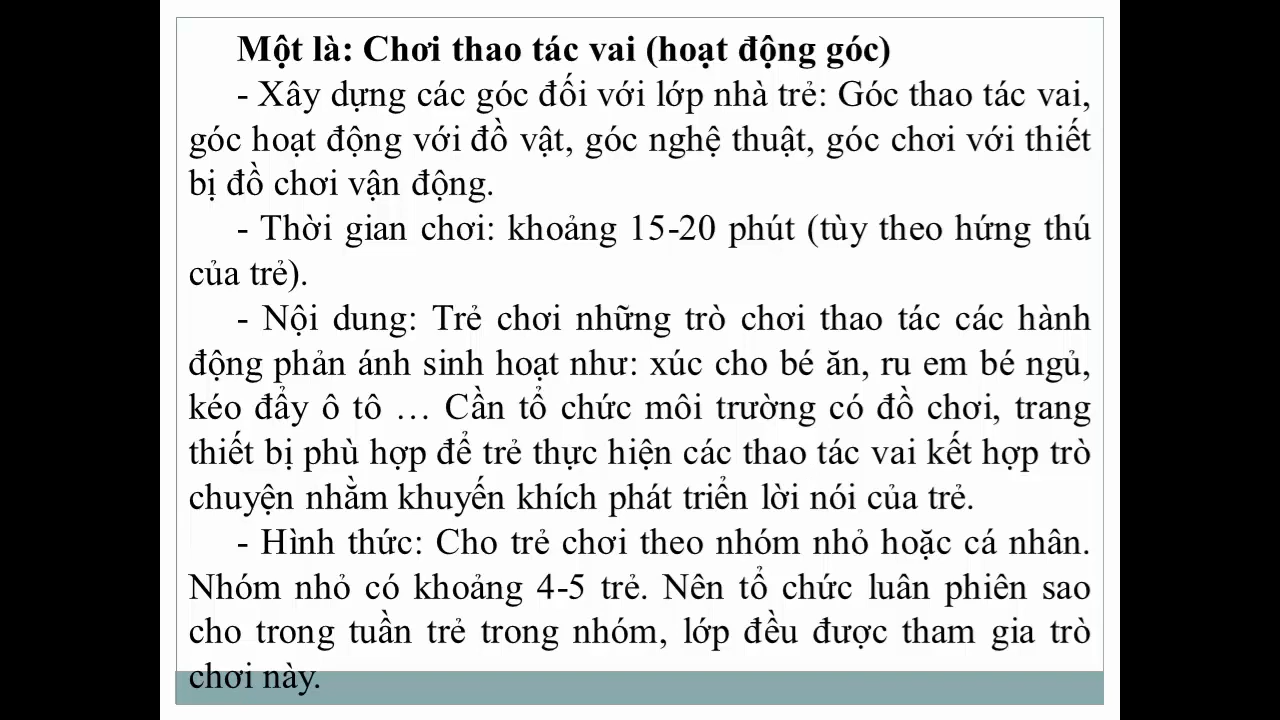 Một là: Chơi thao tác vai (hoạt động góc)
- Xây dựng các góc đối với lớp nhà trẻ: Góc thao tác vai,
góc hoạt động với đồ vật, góc nghệ thuật, góc chơi với thiết
bị đồ chơi vận động.
- Thời gian chơi: khoảng 15-20 phút (tùy theo hứng thú
của trẻ).
- Nội dung: Trẻ chơi những trò chơi thao tác các hành
động phản ánh sinh hoạt như: xúc cho bé ăn, ru em bé ngủ,
kéo đẩy ô tô … Cần tổ chức môi trường có đồ chơi, trang
thiết bị phù hợp để trẻ thực hiện các thao tác vai kết hợp trò
chuyện nhằm khuyến khích phát triển lời nói của trẻ.
- Hình thức: Cho trẻ chơi theo nhóm nhỏ hoặc cá nhân.
Nhóm nhỏ có khoảng 4-5 trẻ. Nên tổ chức luân phiên sao
cho trong tuần trẻ trong nhóm, lớp đều được tham gia trò
chơi này.